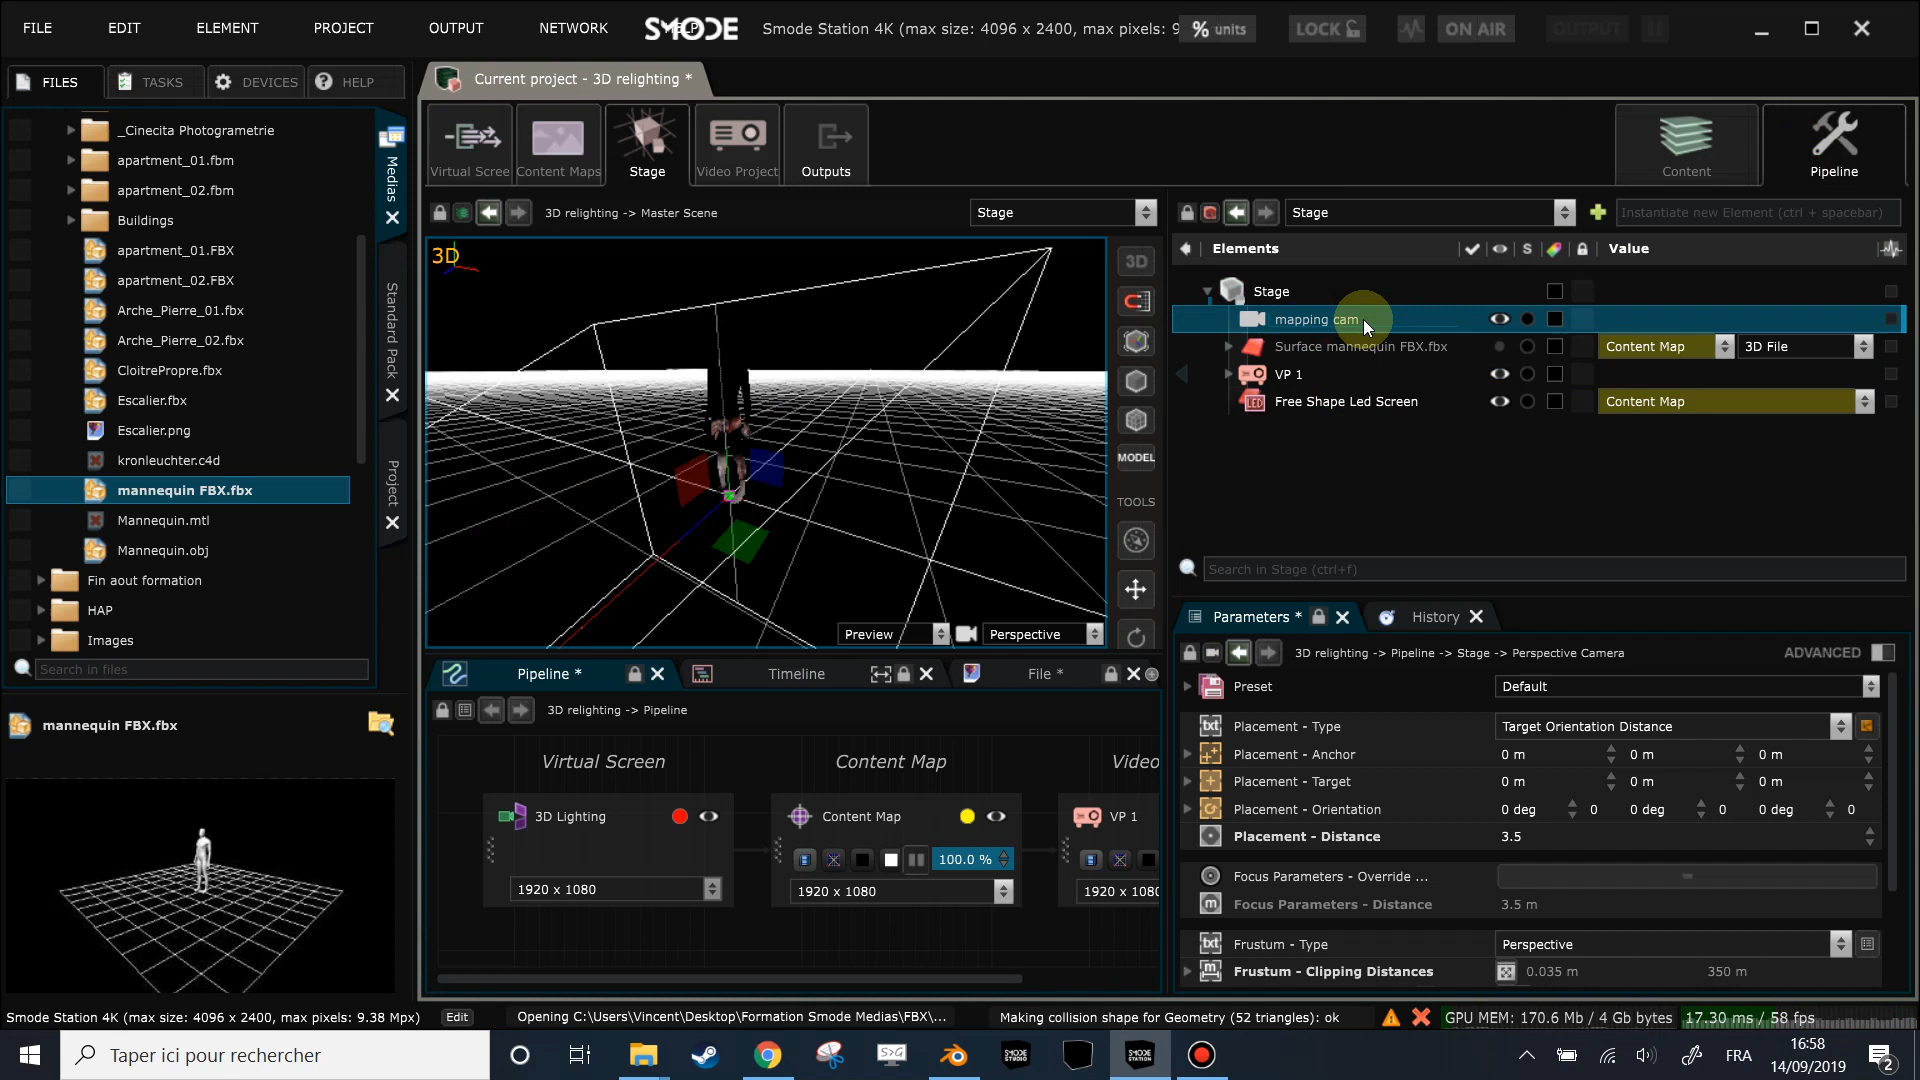 FILE EDIT ELEMENT PROJECT OUTPUT NETWORK SMODE Smode Station 4K (max size: 4096 x 2400, max pixels: 9 % units LOCK ON AIR OUTPUT
FILES TASKS DEVICES HELP
Current project - 3D relighting *
Virtual Scree Content Maps Stage Video Project Outputs Content Pipeline
_Cinecita Photogrametrie
apartment_01.fbm
apartment_02.fbm
Buildings
apartment_01.FBX
apartment_02.FBX
Arche_Pierre_01.fbx
Arche_Pierre_02.fbx
CloitrePropre.fbx
Escalier.fbx
Escalier.png
kronleuchter.c4d
mannequin FBX.fbx
Mannequin.mtl
Mannequin.obj
Fin aout formation
HAP
Images
Search in files
Medias
Standard Pack
Project
mannequin FBX.fbx
3D relighting -> Master Scene Stage
3D
Preview Perspective
3D
MODEL
TOOLS
Stage Instantiate new Element (ctrl + spacebar)
Elements S Value
Stage
mapping cam
Surface mannequin FBX.fbx Content Map 3D File
VP 1
Free Shape Led Screen Content Map
LED
Search in Stage (ctrl+f)
Pipeline * Timeline File *
3D relighting -> Pipeline
Virtual Screen Content Map Video
3D Lighting Content Map VP 1
100.0 %
1920 x 1080 1920 x 1080 1920 x 1080
Parameters * History
3D relighting -> Pipeline -> Stage -> Perspective Camera ADVANCED
Preset Default
txt Placement - Type Target Orientation Distance
Placement - Anchor 0 m 0 m 0 m
Placement - Target 0 m 0 m 0 m
Placement - Orientation 0 deg 0 0 deg 0 0 deg 0
Placement - Distance 3.5
Focus Parameters - Override ...
m Focus Parameters - Distance 3.5 m
txt Frustum - Type Perspective
m Frustum - Clipping Distances 0.035 m 350 m
Smode Station 4K (max size: 4096 x 2400, max pixels: 9.38 Mpx) Edit Opening C:\Users\Vincent\Desktop\Formation Smode Medias\FBX\... Making collision shape for Geometry (52 triangles): ok GPU MEM: 170.6 Mb / 4 Gb bytes 17.30 ms / 58 fps
Taper ici pour rechercher S>G SMODE STUDIO SMODE STATION FRA 16:58
14/09/2019 2